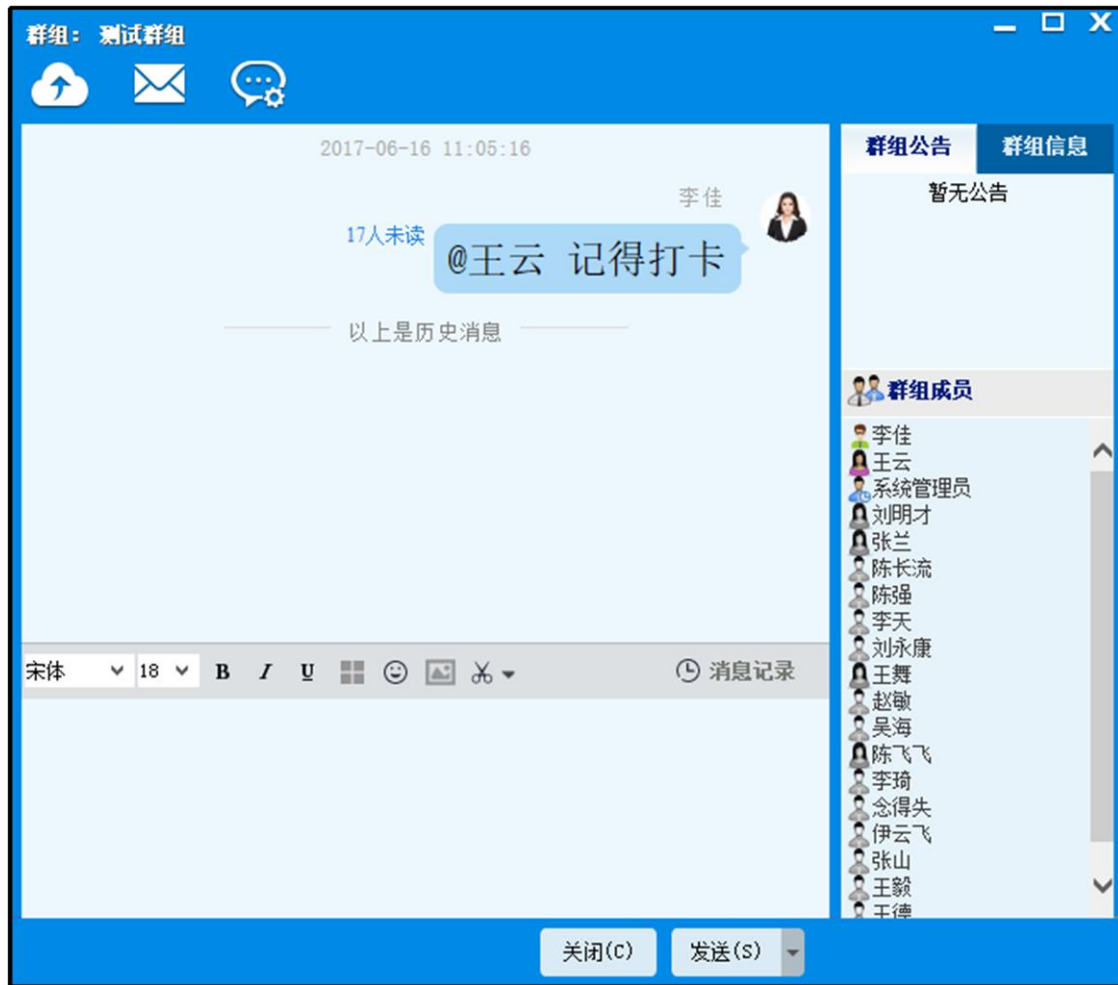 群组： 测试群组
2017-06-16 11:05:16
李佳
17人未读
@王云 记得打卡
以上是历史消息
群组公告 群组信息
暂无公告
群组成员
李佳
王云
系统管理员
刘明才
张兰
陈长流
陈强
李天
刘永康
王舞
赵敏
吴海
陈飞飞
李琦
念得失
伊云飞
张山
王毅
王德
宋体 18 B I U 消息记录
关闭(C) 发送(S)